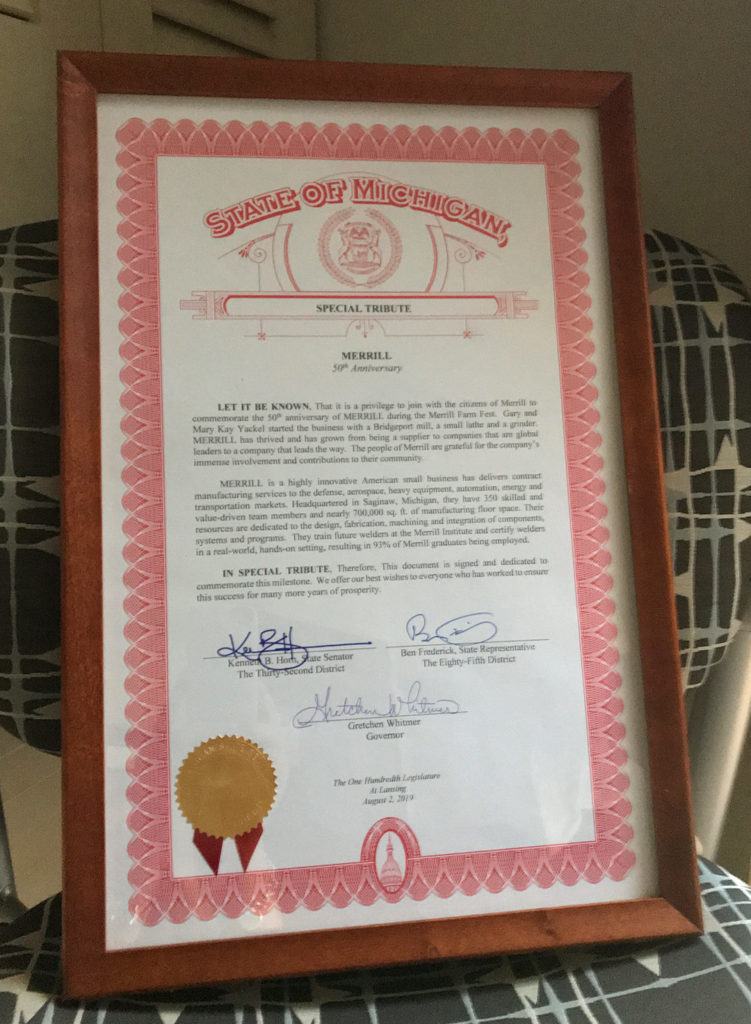 STATE OF MICHIGAN,
SPECIAL TRIBUTE
MERRILL
50th Anniversary
LET IT BE KNOWN, That it is a privilege to join with the citizens of Merrill to
commemorate the 50th anniversary of MERRILL during the Merrill Farm Fest. Gary and
Mary Kay Yackel started the business with a Bridgeport mill, a small lathe and a grinder.
MERRILL has thrived and has grown from being a supplier to companies that are global
leaders to a company that leads the way. The people of Merrill are grateful for the company's
immense involvement and contributions to their community.
MERRILL is a highly innovative American small business has delivers contract
manufacturing services to the defense, aerospace, heavy equipment, automation, energy and
transportation markets. Headquartered in Saginaw, Michigan, they have 350 skilled and
value-driven team members and nearly 700,000 sq. ft. of manufacturing floor space. Their
resources are dedicated to the design, fabrication, machining and integration of components,
systems and programs. They train future welders at the Merrill Institute and certify welders
in a real-world, hands-on setting, resulting in 93% of Merrill graduates being employed.
IN SPECIAL TRIBUTE, Therefore, This document is signed and dedicated to
commemorate this milestone. We offer our best wishes to everyone who has worked to ensure
this success for many more years of prosperity.
Kenneth B. Horn, State Senator
The Thirty-Second District
Ben Frederick, State Representative
The Eighty-Fifth District
Gretchen Whitmer
Gretchen Whitmer
Governor
The One Hundredth Legislature
At Lansing
August 2, 2019